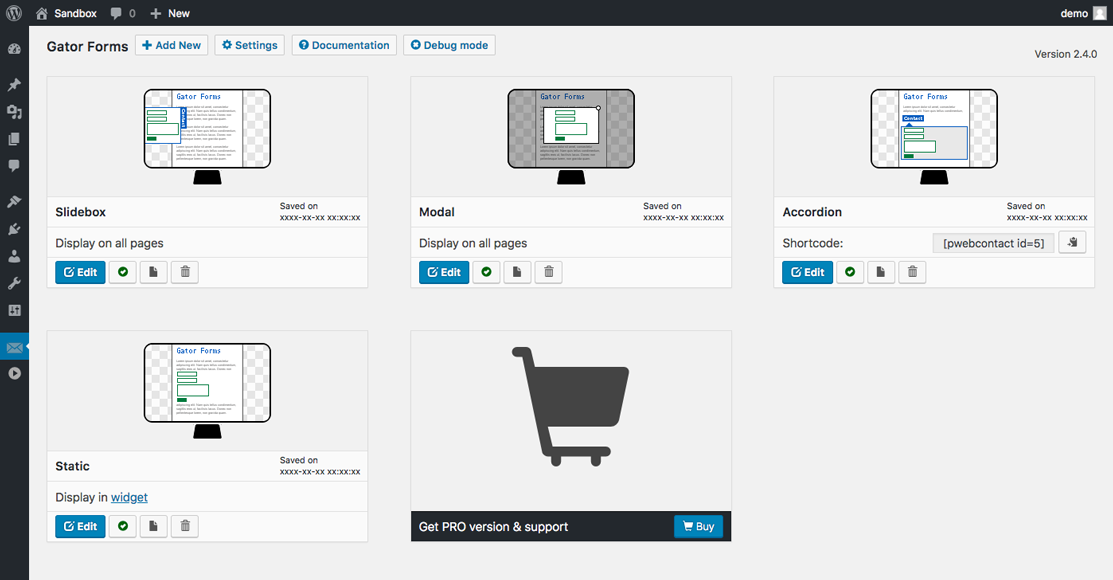 Sandbox 0 New demo
Gator Forms Add New Settings Documentation Debug mode
Version 2.4.0
Gator Forms
Contact
Slidebox
Saved on
xxxx-xx-xx xx:xx:xx
Display on all pages
Edit
Gator Forms
Modal
Saved on
xxxx-xx-xx xx:xx:xx
Display on all pages
Edit
Gator Forms
Contact
Accordion
Saved on
xxxx-xx-xx xx:xx:xx
Shortcode: [pwebcontact id=5]
Edit
Gator Forms
Static
Saved on
xxxx-xx-xx xx:xx:xx
Display in widget
Edit
Get PRO version & support Buy